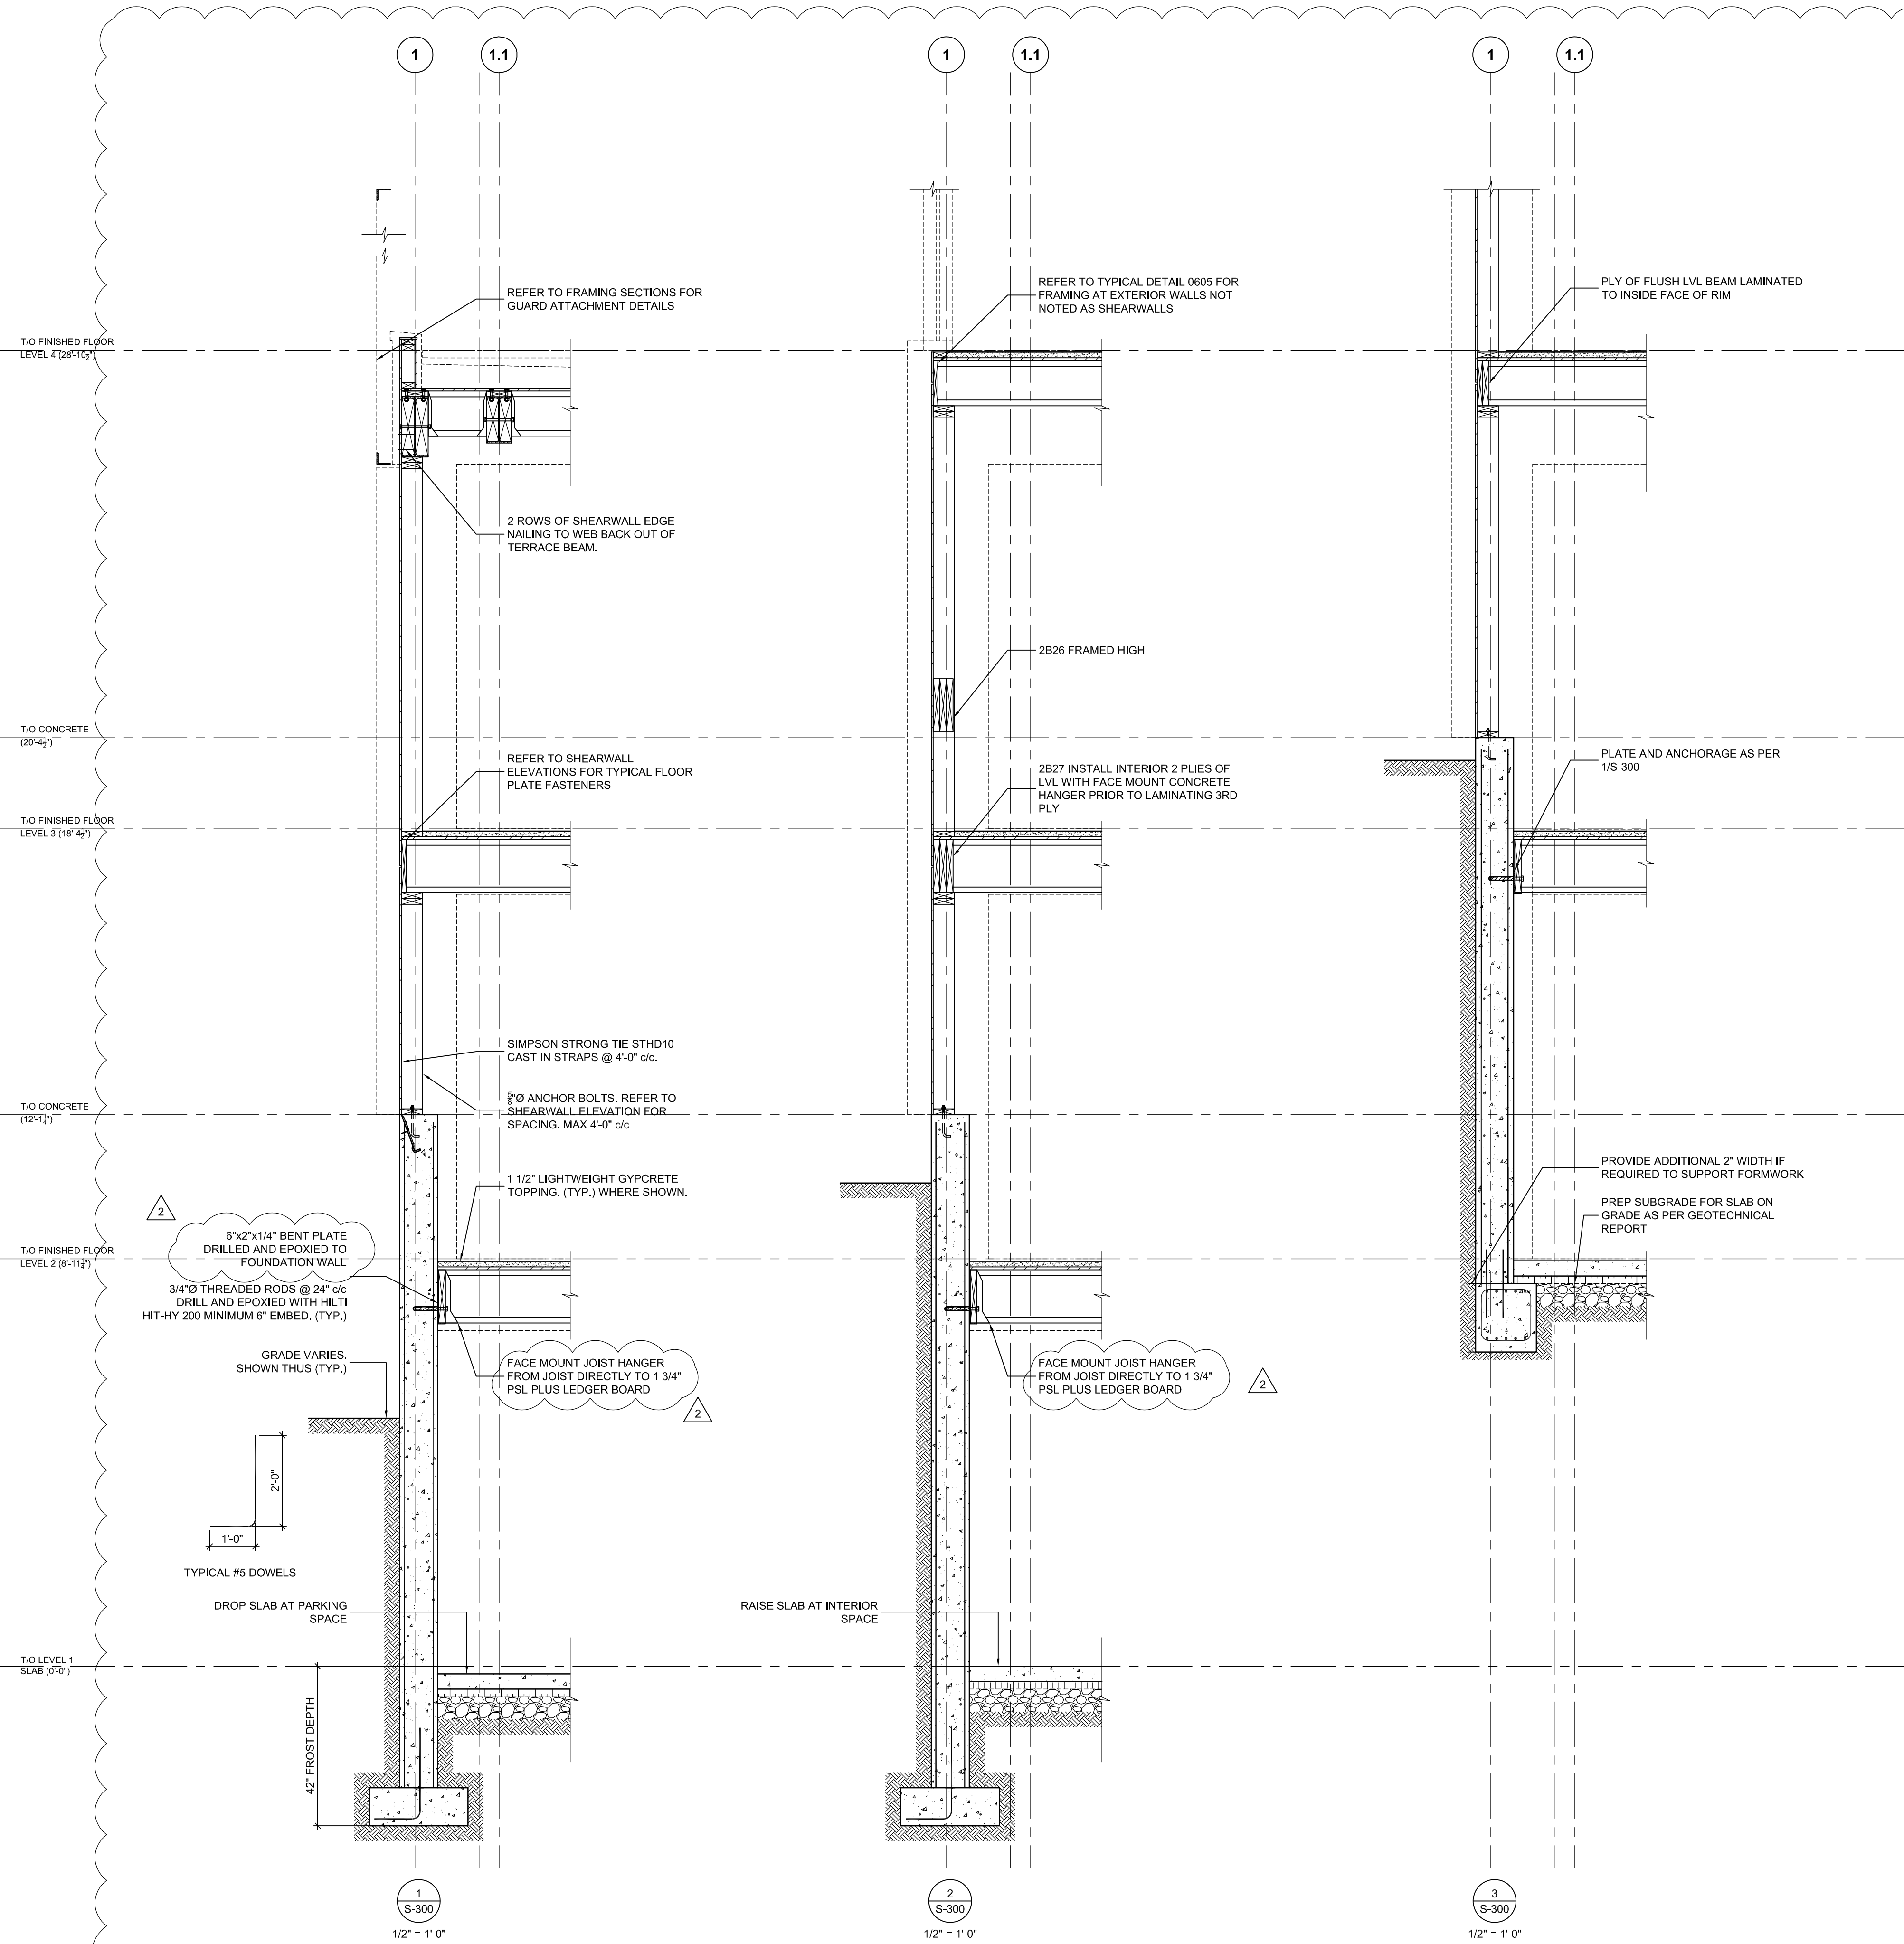 1
1.1
1
1.1
1
1.1
T/O FINISHED FLOOR
LEVEL 4 (28'-10½")
T/O CONCRETE
(20'-4½")
T/O FINISHED FLOOR
LEVEL 3 (18'-4½")
T/O CONCRETE
T/O FINISHED FLOOR
T/O LEVEL 1
SLAB (0'-0")
REFER TO FRAMING SECTIONS FOR
GUARD ATTACHMENT DETAILS
2 ROWS OF SHEARWALL EDGE
NAILING TO WEB BACK OUT OF
TERRACE BEAM.
REFER TO SHEARWALL
ELEVATIONS FOR TYPICAL FLOOR
PLATE FASTENERS
SIMPSON STRONG TIE STHD10
CAST IN STRAPS @ 4'-0" c/c.
ANCHOR BOLTS. REFER TO
SHEARWALL ELEVATION FOR
SPACING. MAX 4'-0" c/c
1 1/2" LIGHTWEIGHT GYPCRETE
TOPPING. (TYP.) WHERE SHOWN.
2
6"x2"x1/4" BENT PLATE
DRILLED AND EPOXIED TO
FOUNDATION WALL
3/4"Ø THREADED RODS @ 24" c/c
DRILL AND EPOXIED WITH HILTI
HIT-HY 200 MINIMUM 6" EMBED. (TYP.)
GRADE VARIES.
SHOWN THUS (TYP.)
FACE MOUNT JOIST HANGER
FROM JOIST DIRECTLY TO 1 3/4"
PSL PLUS LEDGER BOARD
2
2'-0"
1'-0"
TYPICAL #5 DOWELS
DROP SLAB AT PARKING
SPACE
42" FROST DEPTH
1
S-300
1/2" = 1'-0"
REFER TO TYPICAL DETAIL 0605 FOR
FRAMING AT EXTERIOR WALLS NOT
NOTED AS SHEARWALLS
2B26 FRAMED HIGH
2B27 INSTALL INTERIOR 2 PLIES OF
LVL WITH FACE MOUNT CONCRETE
HANGER PRIOR TO LAMINATING 3RD
PLY
FACE MOUNT JOIST HANGER
FROM JOIST DIRECTLY TO 1 3/4"
PSL PLUS LEDGER BOARD
2
RAISE SLAB AT INTERIOR
SPACE
2
S-300
1/2" = 1'-0"
PLY OF FLUSH LVL BEAM LAMINATED
TO INSIDE FACE OF RIM
PLATE AND ANCHORAGE AS PER
1/S-300
PROVIDE ADDITIONAL 2" WIDTH IF
REQUIRED TO SUPPORT FORMWORK
PREP SUBGRADE FOR SLAB ON
GRADE AS PER GEOTECHNICAL
REPORT
3
S-300
1/2" = 1'-0"